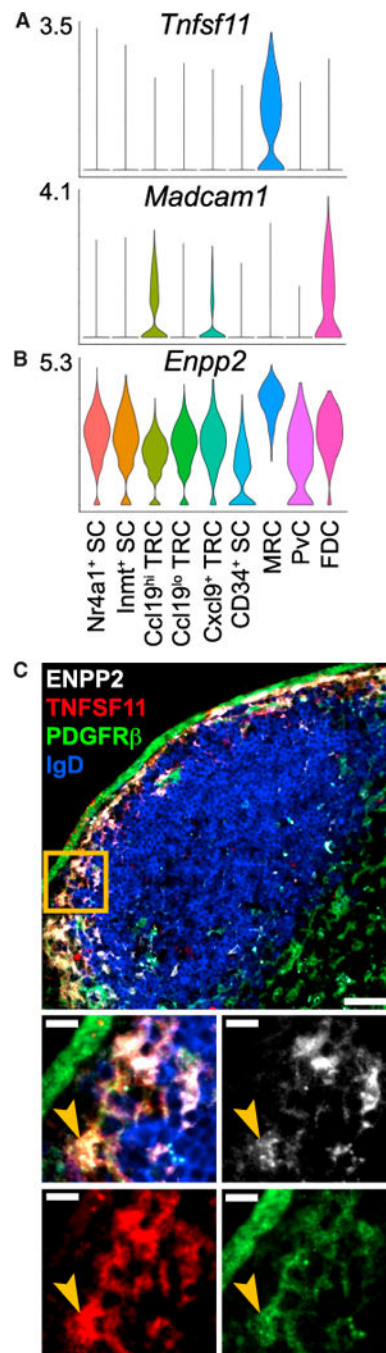 A
3.5
Tnfsf11
4.1
Madcam1
B
5.3
Enpp2
Nr4a1⁺ SC
Inmt⁺ SC
Ccl19ʰⁱ TRC
Ccl19ˡᵒ TRC
Cxcl9⁺ TRC
CD34⁺ SC
MRC
PvC
FDC
C
ENPP2
TNFSF11
PDGFRβ
IgD